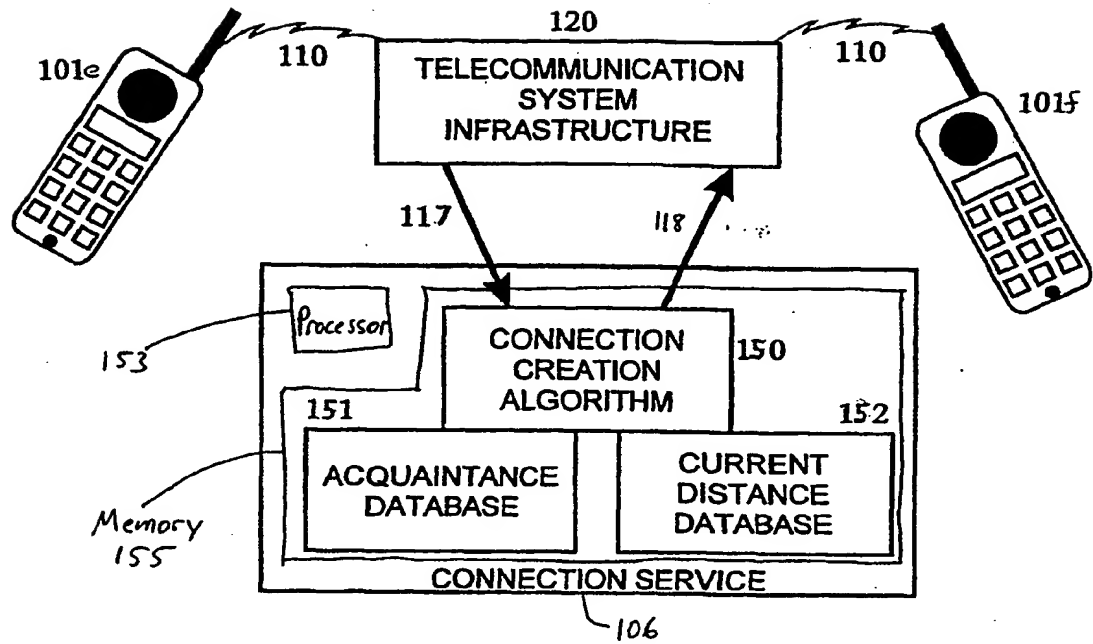 120
110
110
101e
101f
TELECOMMUNICATION
SYSTEM
INFRASTRUCTURE
117
118
Processor
153
CONNECTION
CREATION
ALGORITHM
150
151
152
ACQUAINTANCE
DATABASE
CURRENT
DISTANCE
DATABASE
Memory
155
CONNECTION SERVICE
106